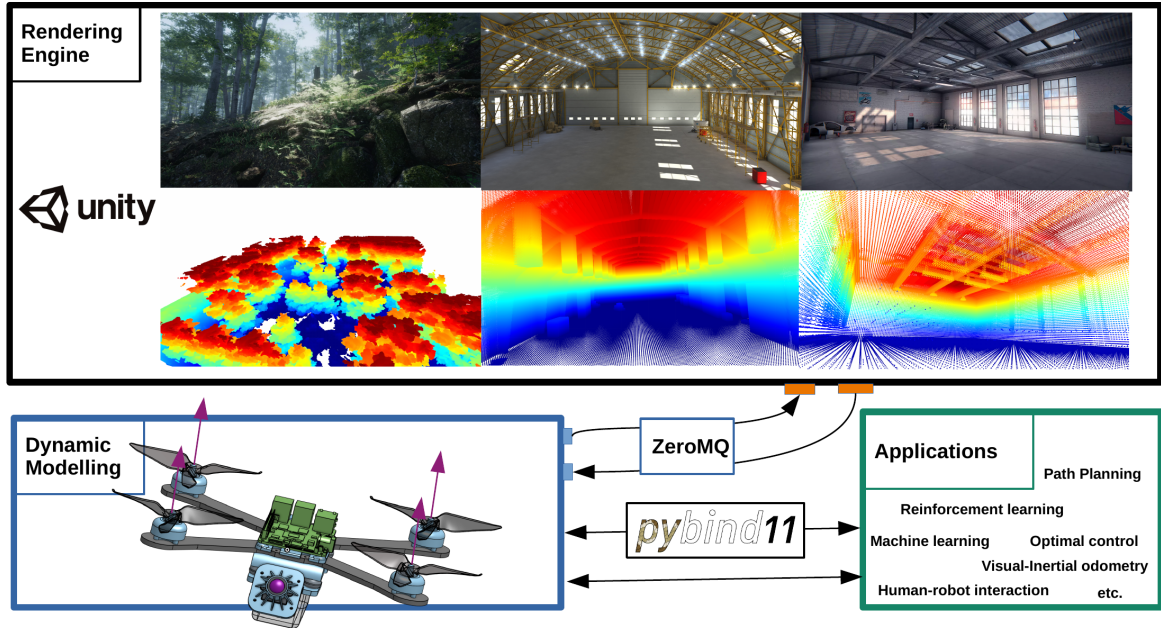 Rendering
Engine
unity
Dynamic
Modelling
ZeroMQ
pybind11
Applications
Path Planning
Reinforcement learning
Machine learning
Optimal control
Visual-Inertial odometry
Human-robot interaction
etc.